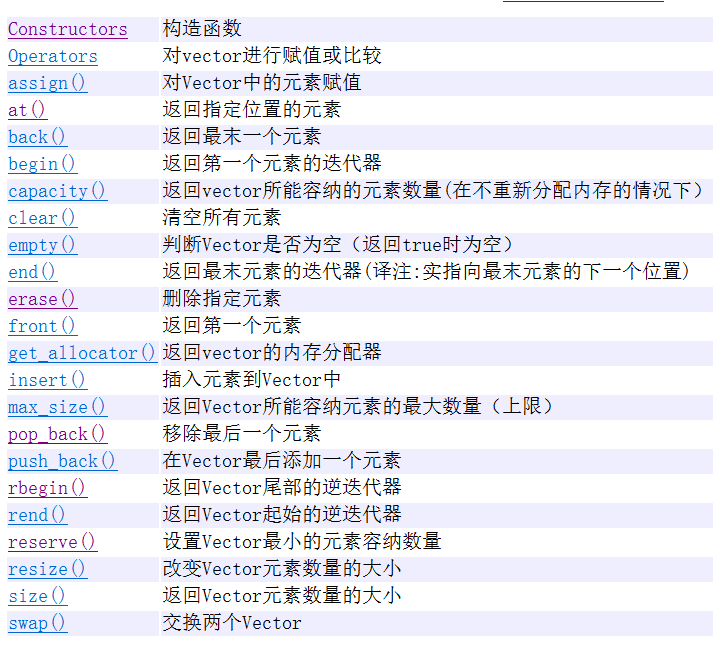 Constructors 构造函数
Operators 对vector进行赋值或比较
assign() 对Vector中的元素赋值
at() 返回指定位置的元素
back() 返回最末一个元素
begin() 返回第一个元素的迭代器
capacity() 返回vector所能容纳的元素数量(在不重新分配内存的情况下）
clear() 清空所有元素
empty() 判断Vector是否为空（返回true时为空）
end() 返回最末元素的迭代器(译注:实指向最末元素的下一个位置)
erase() 删除指定元素
front() 返回第一个元素
get_allocator() 返回vector的内存分配器
insert() 插入元素到Vector中
max_size() 返回Vector所能容纳元素的最大数量（上限）
pop_back() 移除最后一个元素
push_back() 在Vector最后添加一个元素
rbegin() 返回Vector尾部的逆迭代器
rend() 返回Vector起始的逆迭代器
reserve() 设置Vector最小的元素容纳数量
resize() 改变Vector元素数量的大小
size() 返回Vector元素数量的大小
swap() 交换两个Vector